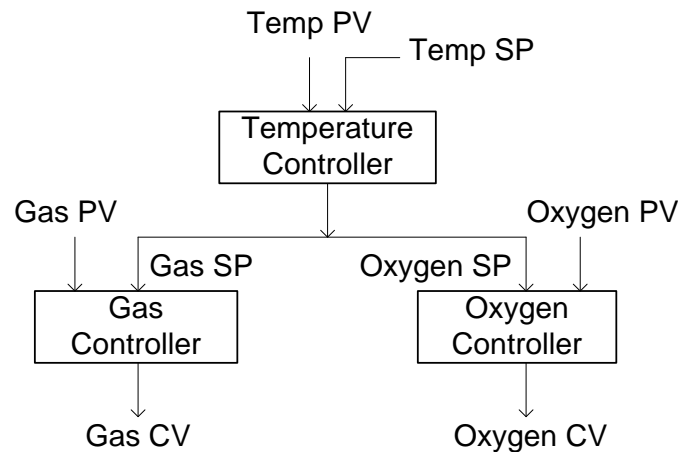 Temp PV
Temp SP
Temperature
Controller
Gas PV
Oxygen PV
Gas SP
Oxygen SP
Gas
Controller
Oxygen
Controller
Gas CV
Oxygen CV